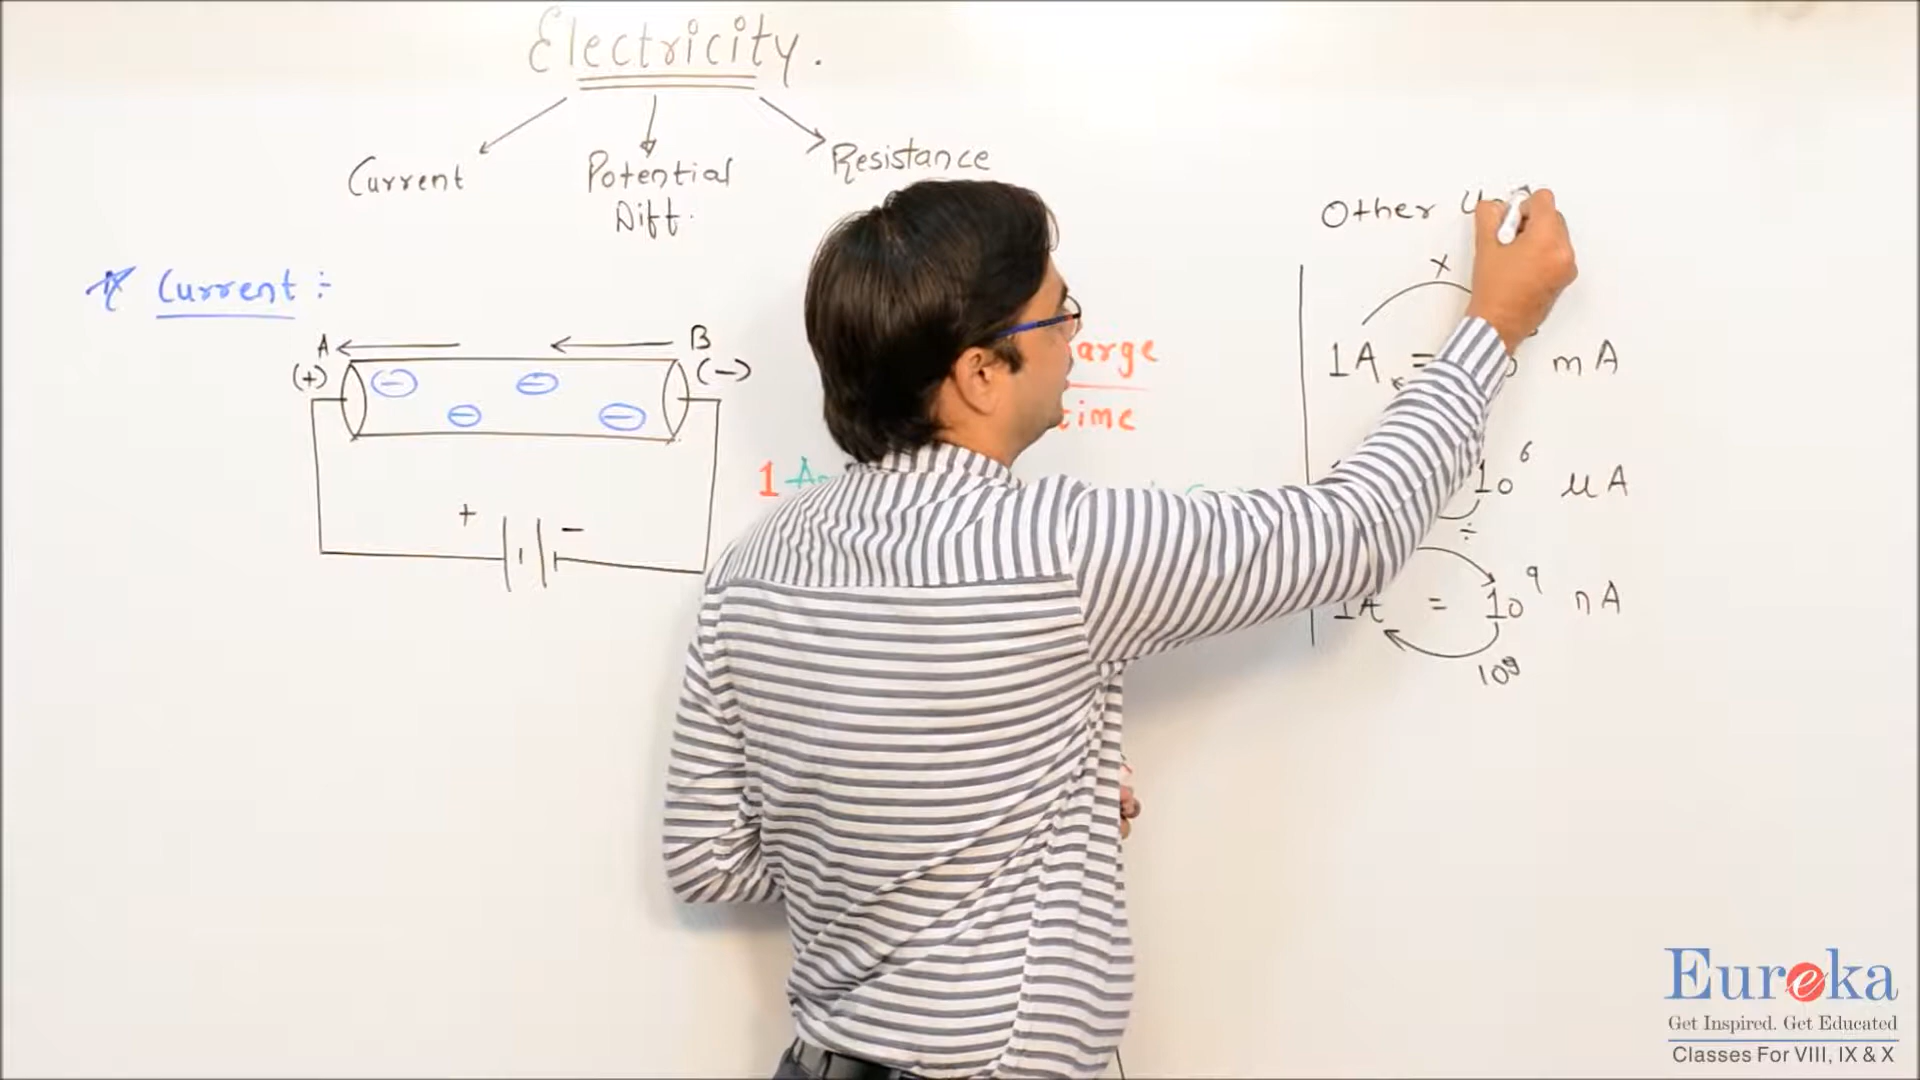 Electricity.
Current
Potential
Diff.
Resistance
Current :-
A
B
(+)
(-)
+ -
arge
time
1
Other
x
1A = mA
10⁶ μA
÷
1A = 10⁹ nA
10⁹
Eureka
Get Inspired. Get Educated
Classes For VIII, IX & X